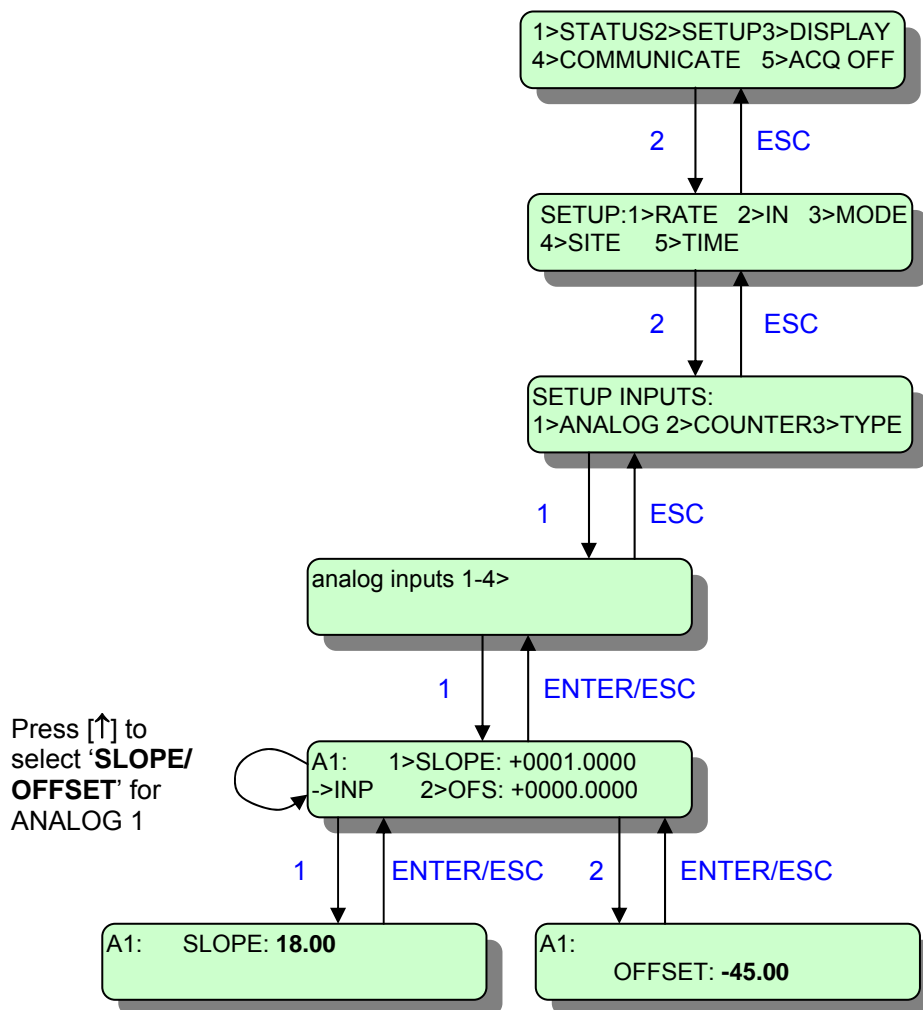 1>STATUS2>SETUP3>DISPLAY
4>COMMUNICATE 5>ACQ OFF
2
ESC
SETUP:1>RATE 2>IN 3>MODE
4>SITE 5>TIME
2
ESC
SETUP INPUTS:
1>ANALOG 2>COUNTER3>TYPE
1
ESC
analog inputs 1-4>
1
ENTER/ESC
Press [↑] to
select ‘SLOPE/
OFFSET’ for
ANALOG 1
A1: 1>SLOPE: +0001.0000
->INP 2>OFS: +0000.0000
1
ENTER/ESC
2
ENTER/ESC
A1: SLOPE: 18.00
A1:
OFFSET: -45.00